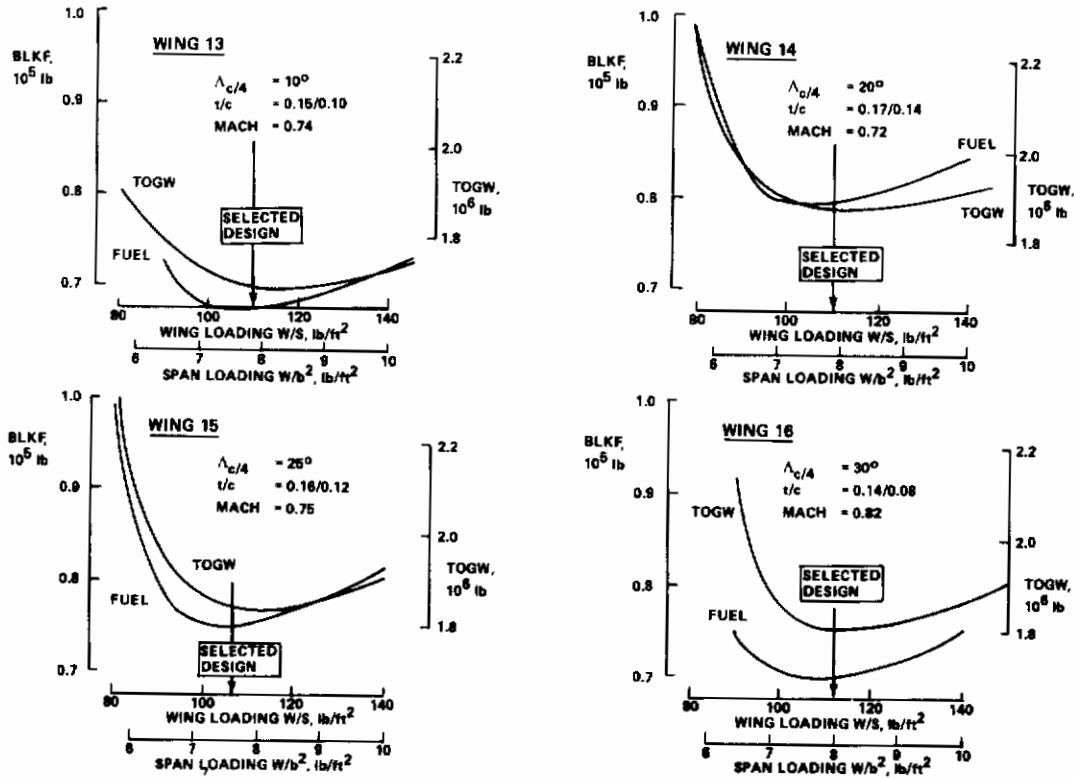 WING 13
BLKF,
10⁵ lb
1.0
0.9
0.8
0.7
Λc/4 = 10°
t/c = 0.15/0.10
MACH = 0.74
2.2
2.0
1.8
TOGW,
10⁶ lb
TOGW
FUEL
SELECTED
DESIGN
80 100 120 140
WING LOADING W/S, lb/ft²
6 7 8 9 10
SPAN LOADING W/b², lb/ft²
WING 14
BLKF,
10⁵ lb
1.0
0.9
0.8
0.7
Λc/4 = 20°
t/c = 0.17/0.14
MACH = 0.72
2.2
2.0
1.8
TOGW,
10⁶ lb
FUEL
TOGW
SELECTED
DESIGN
80 100 120 140
WING LOADING W/S, lb/ft²
6 7 8 9 10
SPAN LOADING W/b², lb/ft²
WING 15
BLKF,
10⁵ lb
1.0
0.9
0.8
0.7
Λc/4 = 25°
t/c = 0.16/0.12
MACH = 0.75
2.2
2.0
1.8
TOGW,
10⁶ lb
TOGW
FUEL
SELECTED
DESIGN
80 100 120 140
WING LOADING W/S, lb/ft²
6 7 8 9 10
SPAN LOADING W/b², lb/ft²
WING 16
BLKF,
10⁵ lb
1.0
0.9
0.8
0.7
Λc/4 = 30°
t/c = 0.14/0.08
MACH = 0.82
2.2
2.0
1.8
TOGW,
10⁶ lb
TOGW
FUEL
SELECTED
DESIGN
80 100 120 140
WING LOADING W/S, lb/ft²
6 7 8 9 10
SPAN LOADING W/b², lb/ft²